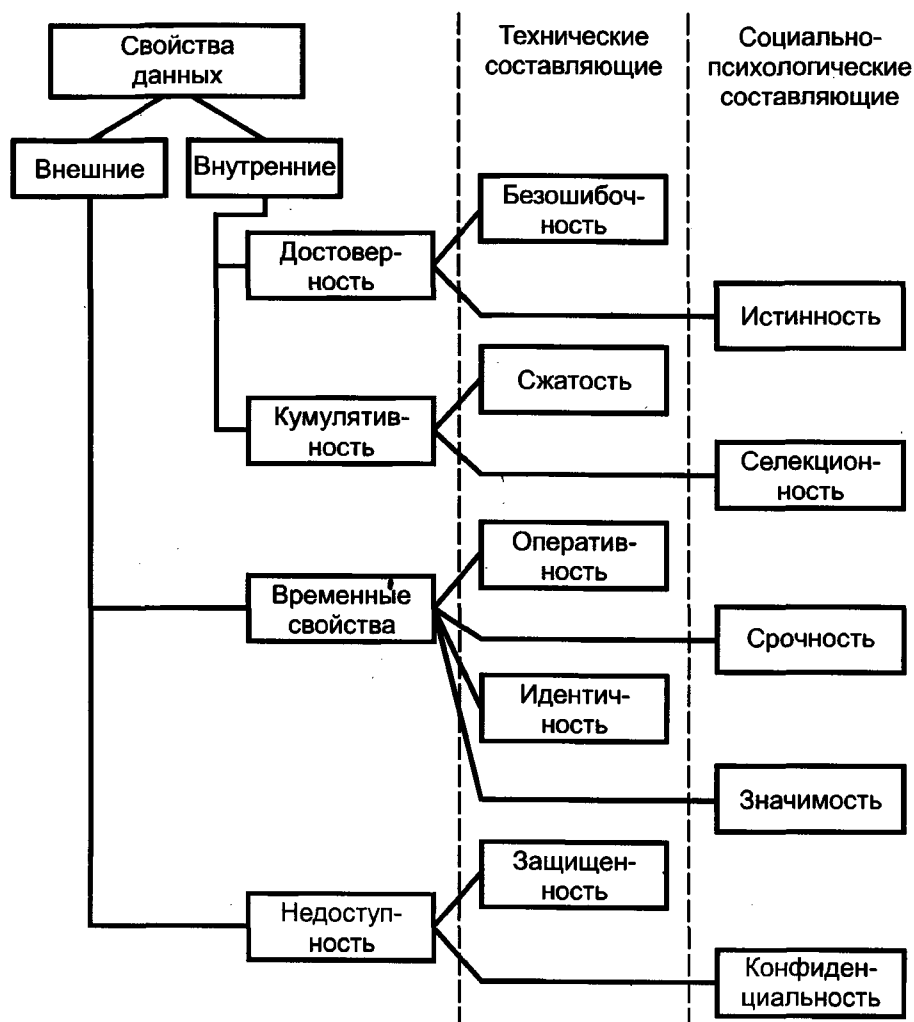 Свойства
данных
Технические
составляющие
Социально-
психологические
составляющие
Внешние
Внутренние
Безошибоч-
ность
Достовер-
ность
Истинность
Сжатость
Кумулятив-
ность
Селекцион-
ность
Оператив-
ность
Временные
свойства
Срочность
Идентич-
ность
Значимость
Защищен-
ность
Недоступ-
ность
Конфиден-
циальность